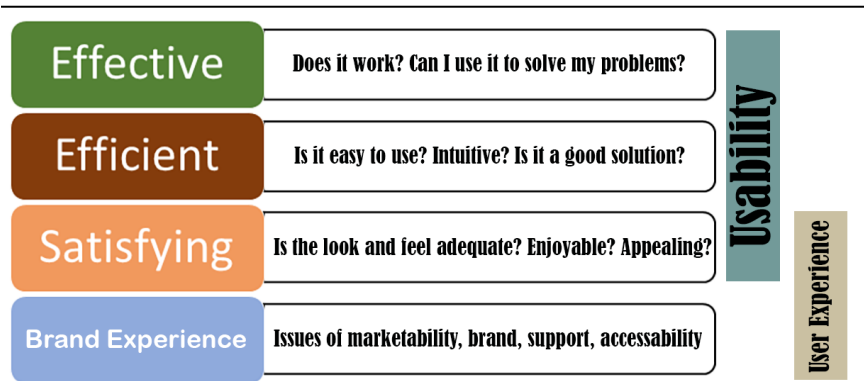 Effective
Does it work? Can I use it to solve my problems?
Efficient
Is it easy to use? Intuitive? Is it a good solution?
Satisfying
Is the look and feel adequate? Enjoyable? Appealing?
Brand Experience
Issues of marketability, brand, support, accessability
Usability
User Experience